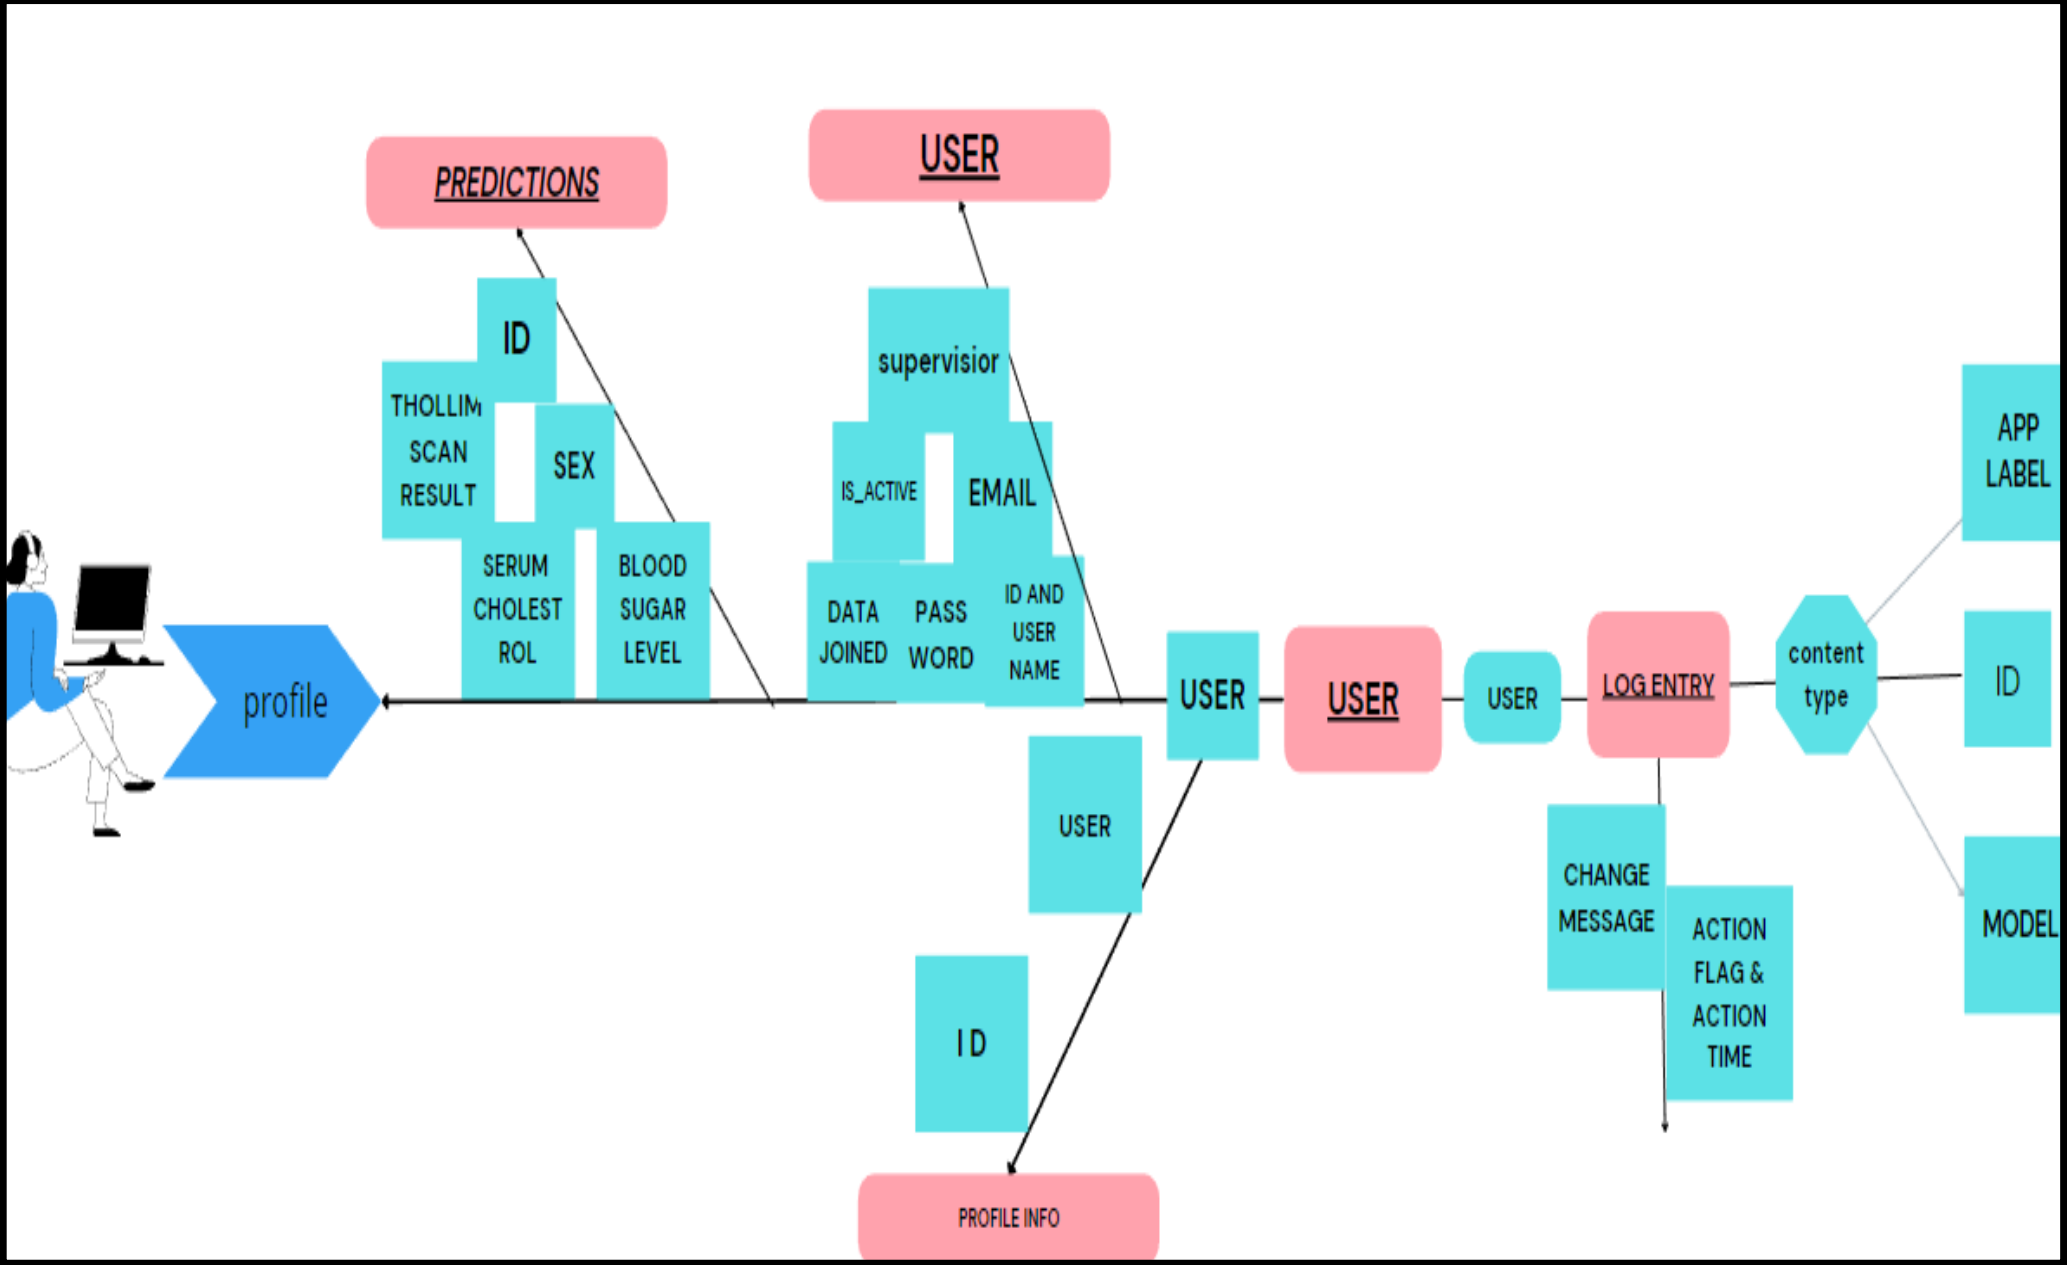 PREDICTIONS
USER
ID
THOLLIM
SCAN
RESULT
SEX
SERUM
CHOLEST
ROL
BLOOD
SUGAR
LEVEL
supervisior
IS_ACTIVE
EMAIL
DATA
JOINED
PASS
WORD
ID AND
USER
NAME
profile
USER
USER
USER
LOG ENTRY
content
type
APP
LABEL
ID
MODEL
USER
I D
PROFILE INFO
CHANGE
MESSAGE
ACTION
FLAG &
ACTION
TIME